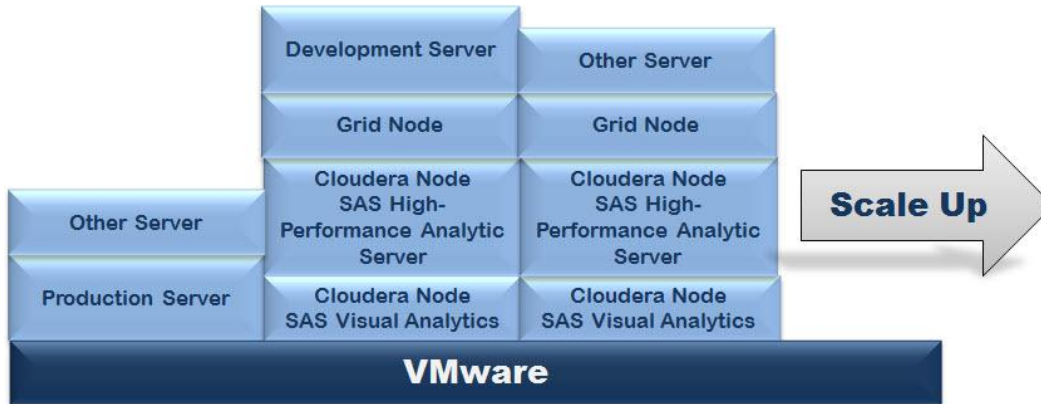 Development Server
Other Server
Grid Node
Grid Node
Cloudera Node
SAS High-
Performance Analytic
Server
Cloudera Node
SAS High-
Performance Analytic
Server
Scale Up
Other Server
Production Server
Cloudera Node
SAS Visual Analytics
Cloudera Node
SAS Visual Analytics
VMware